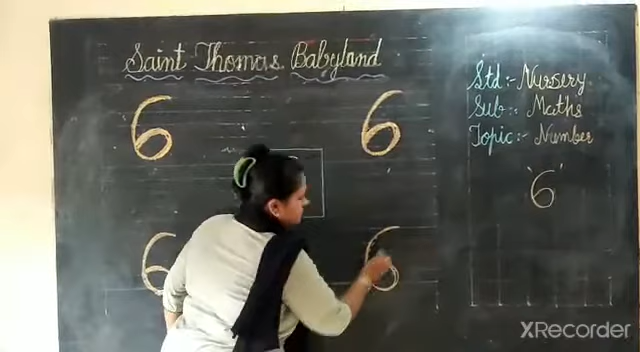 Saint Thomas Babyland
Std :- Nursery
Sub :- Maths
Topic :- Number
'6'
6 6
6 6
XRecorder